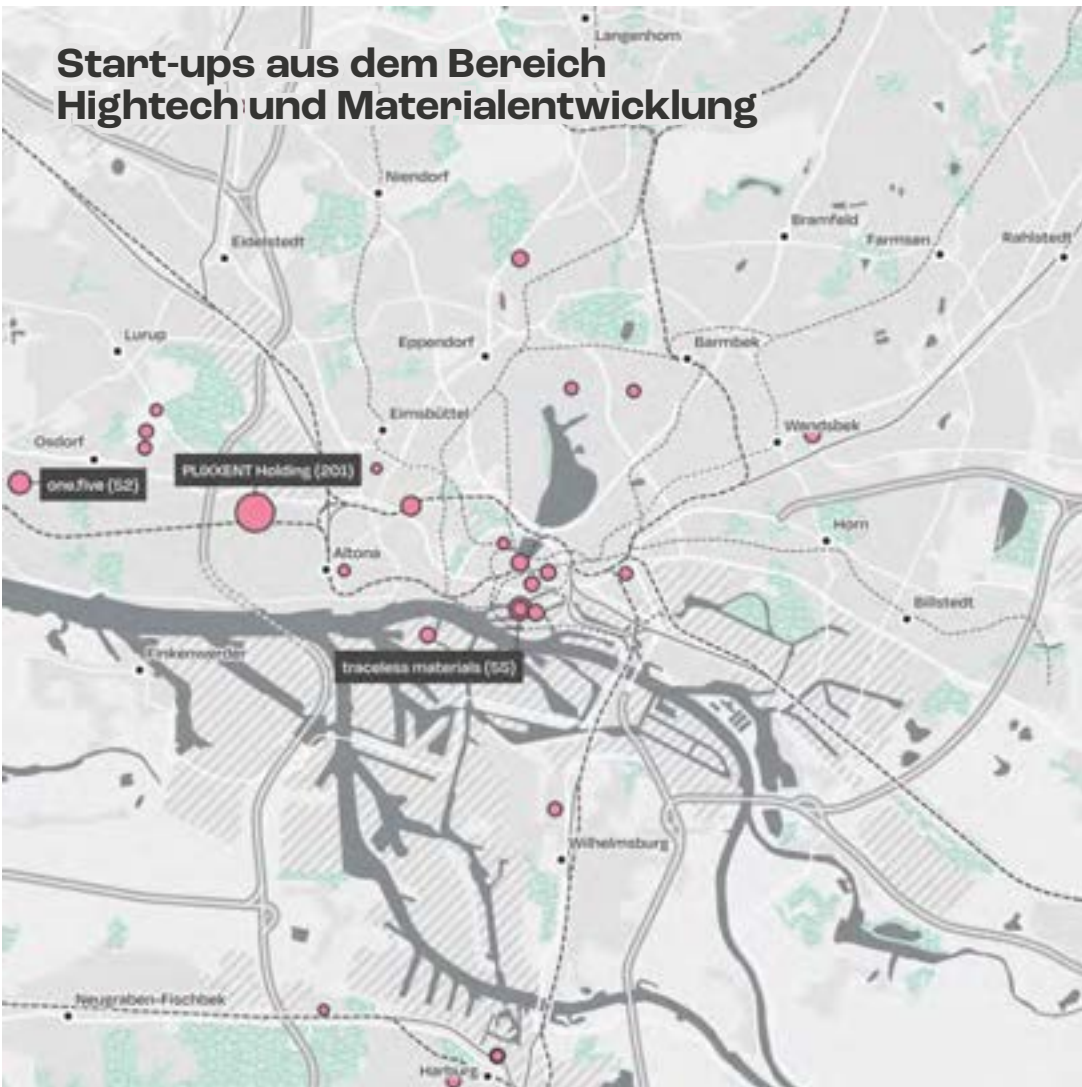 Start-ups aus dem Bereich
Hightech und Materialentwicklung
Langenhorn
Niendorf
Bramfeld
Eidelstedt
Farmsen
Rahlstedt
Lurup
Eppendorf
Barmbek
Eimsbüttel
Wandsbek
Osdorf
PLIXXENT Holding (201)
one.five (52)
Horn
Altona
Billstedt
Finkenwerder
traceless materials (55)
Wilhelmsburg
Neugraben-Fischbek
Harburg